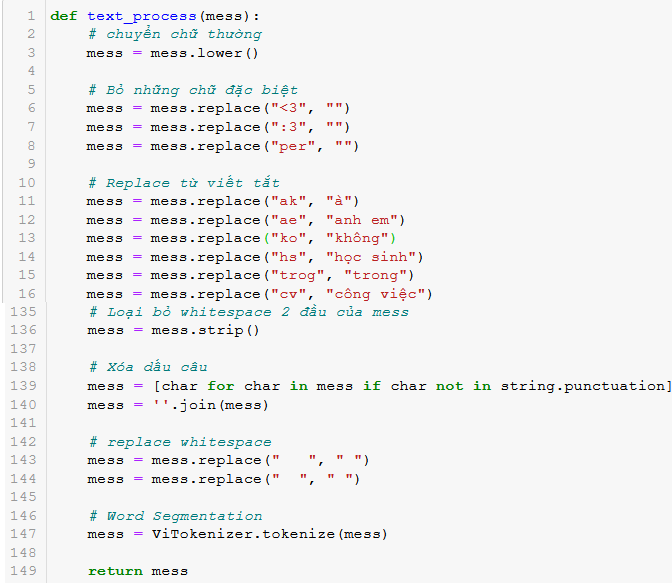 1 def text_process(mess):
2     # chuyển chữ thường
3     mess = mess.lower()
4
5     # Bỏ những chữ đặc biệt
6     mess = mess.replace("<3", "")
7     mess = mess.replace(":3", "")
8     mess = mess.replace("per", "")
9
10     # Replace từ viết tắt
11     mess = mess.replace("ak", "à")
12     mess = mess.replace("ae", "anh em")
13     mess = mess.replace("ko", "không")
14     mess = mess.replace("hs", "học sinh")
15     mess = mess.replace("trog", "trong")
16     mess = mess.replace("cv", "công việc")
135     # Loại bỏ whitespace 2 đầu của mess
136     mess = mess.strip()
137
138     # Xóa dấu câu
139     mess = [char for char in mess if char not in string.punctuation]
140     mess = ''.join(mess)
141
142     # replace whitespace
143     mess = mess.replace("   ", " ")
144     mess = mess.replace("  ", " ")
145
146     # Word Segmentation
147     mess = ViTokenizer.tokenize(mess)
148
149     return mess